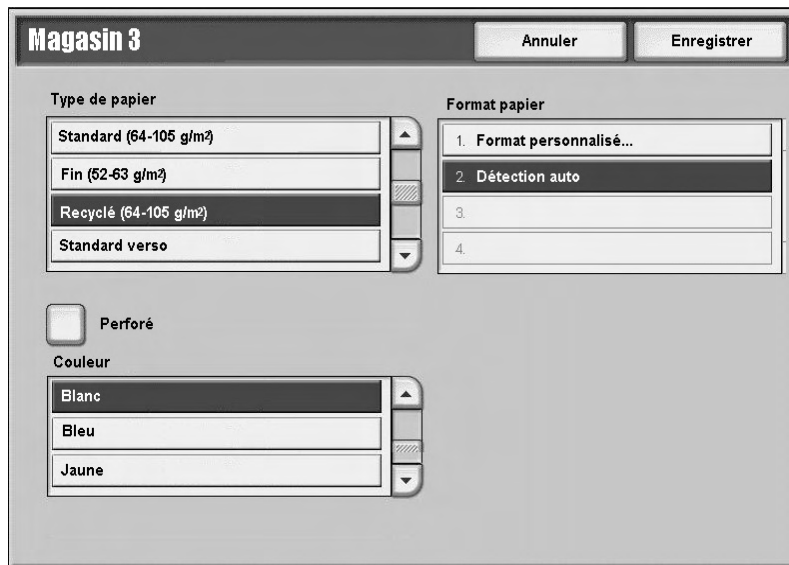 Magasin 3
Annuler
Enregistrer
Type de papier
Standard (64-105 g/m²)
Fin (52-63 g/m²)
Recyclé (64-105 g/m²)
Standard verso
Format papier
1. Format personnalisé...
2. Détection auto
3.
4.
Perforé
Couleur
Blanc
Bleu
Jaune